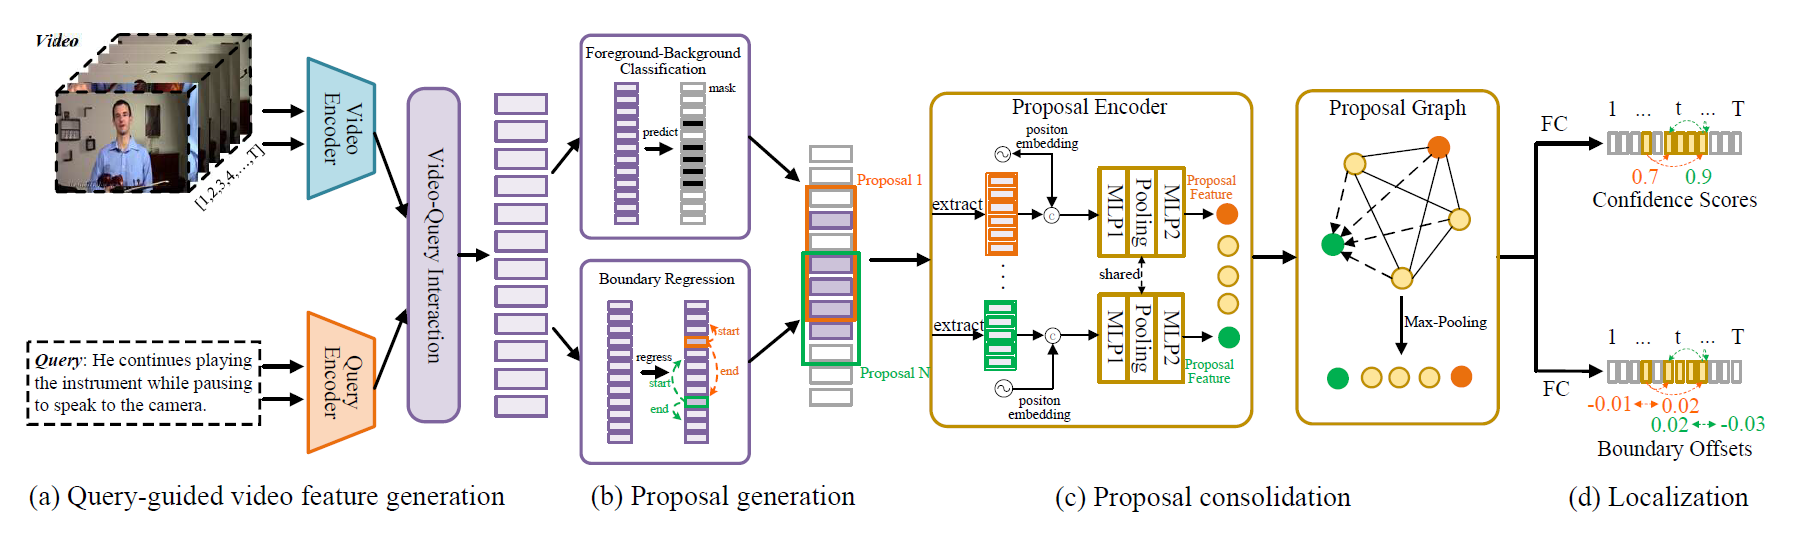 Video
[1,2,3,4,...,T]
Video
Encoder
Query: He continues playing
the instrument while pausing
to speak to the camera.
Query
Encoder
Video-Query Interaction
(a) Query-guided video feature generation
Foreground-Background
Classification
mask
predict
Boundary Regression
regress
start
end
start
end
(b) Proposal generation
Proposal 1
Proposal N
Proposal Encoder
positon
embedding
extract
c
MLP1
Pooling
MLP2
Proposal
Feature
shared
extract
c
MLP1
Pooling
MLP2
Proposal
Feature
positon
embedding
(c) Proposal consolidation
Proposal Graph
Max-Pooling
FC
1 ... t ... T
0.7 0.9
Confidence Scores
FC
1 ... t ... T
-0.01 0.02
0.02 -0.03
Boundary Offsets
(d) Localization